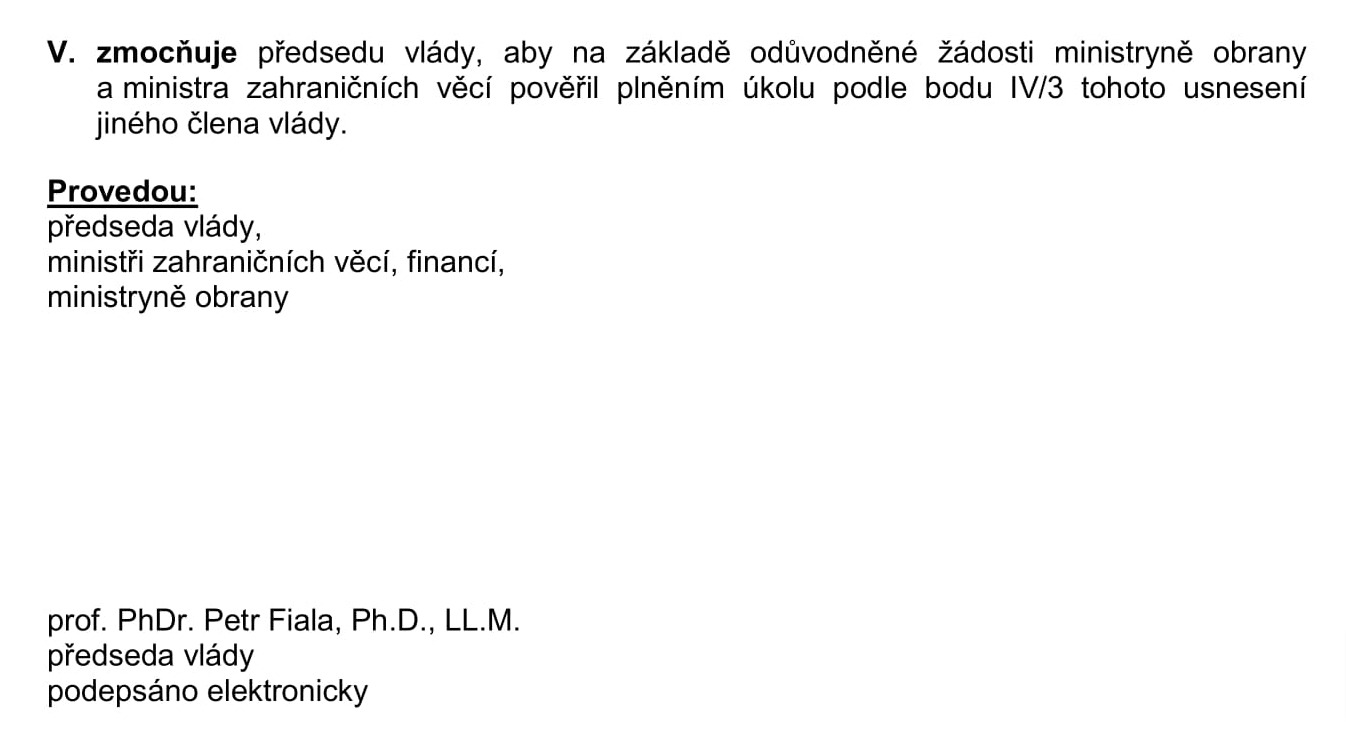 V. zmocňuje předsedu vlády, aby na základě odůvodněné žádosti ministryně obrany
a ministra zahraničních věcí pověřil plněním úkolu podle bodu IV/3 tohoto usnesení
jiného člena vlády.
Provedou:
předseda vlády,
ministři zahraničních věcí, financí,
ministryně obrany
prof. PhDr. Petr Fiala, Ph.D., LL.M.
předseda vlády
podepsáno elektronicky